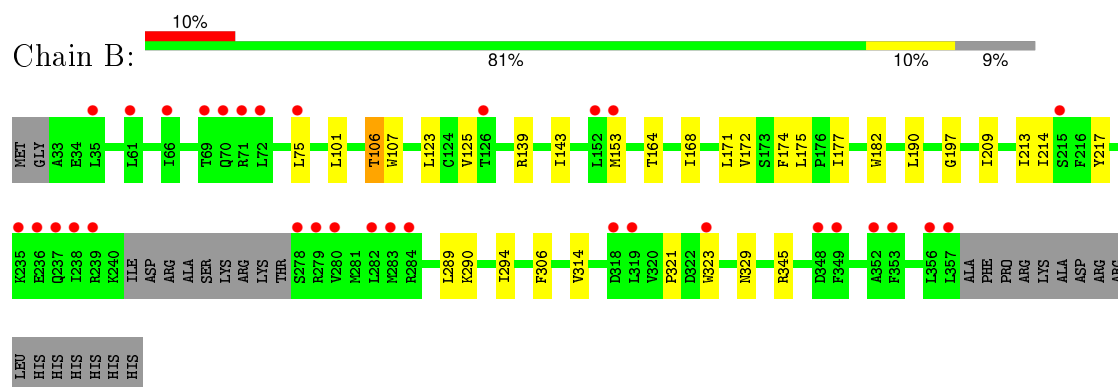 10%
Chain B:
81% 10% 9%
MET GLY A33 E34 L35 L61 I66 T69 Q70 R71 L72 L75 L101 T106 W107 L123 C124 V125 T126 R139 I143 L152 M153 T164 I168 L171 V172 S173 F174 L175 P176 I177 W182 L190 G197 I209 I213 I214 S215 F216 Y217
K235 E236 Q237 I238 R239 K240 ILE ASP ARG ALA SER LYS ARG LYS THR S278 R279 V280 M281 L282 M283 R284 L289 K290 I294 F306 V314 D318 L319 V320 P321 D322 W323 N329 R345 D348 F349 A352 F353 L356 L357 ALA PHE PRO ARG LYS ALA ASP ARG ARG
LEU HIS HIS HIS HIS HIS HIS